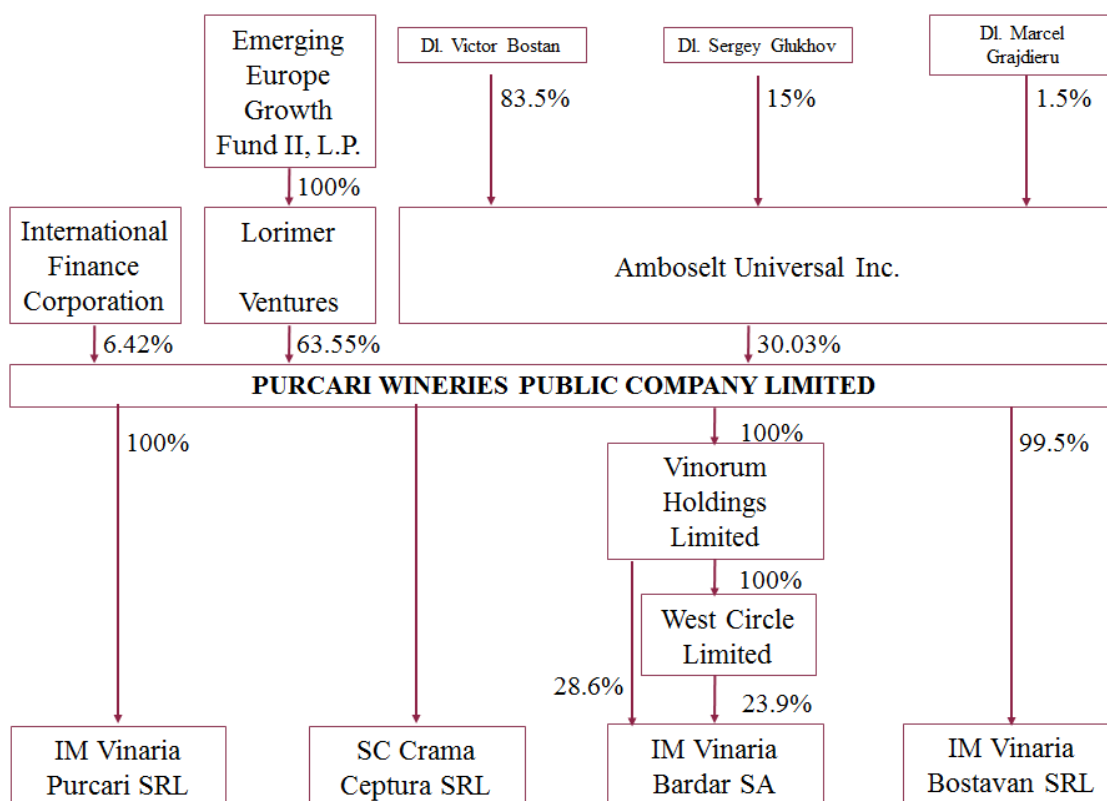 Emerging
Europe
Growth
Fund II, L.P.
Dl. Victor Bostan
Dl. Sergey Glukhov
Dl. Marcel
Grajdieru
100%
83.5%
15%
1.5%
International
Finance
Corporation
Lorimer
Ventures
Amboselt Universal Inc.
6.42%
63.55%
30.03%
PURCARI WINERIES PUBLIC COMPANY LIMITED
100%
100%
99.5%
Vinorum
Holdings
Limited
100%
West Circle
Limited
28.6%
23.9%
IM Vinaria
Purcari SRL
SC Crama
Ceptura SRL
IM Vinaria
Bardar SA
IM Vinaria
Bostavan SRL